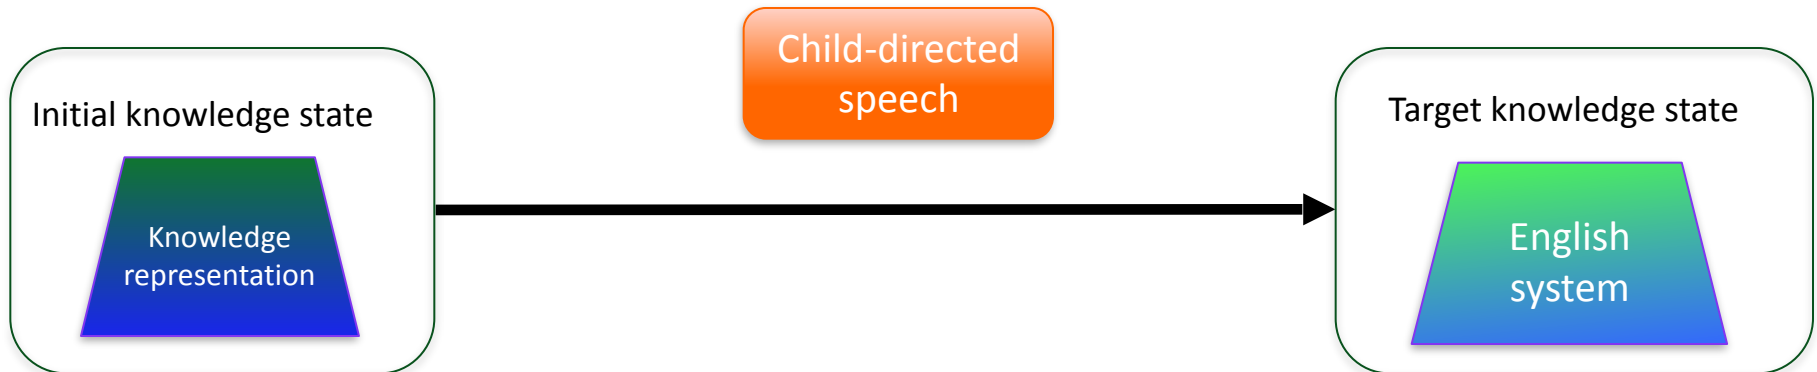 Child-directed
speech
Initial knowledge state
Knowledge
representation
Target knowledge state
English
system